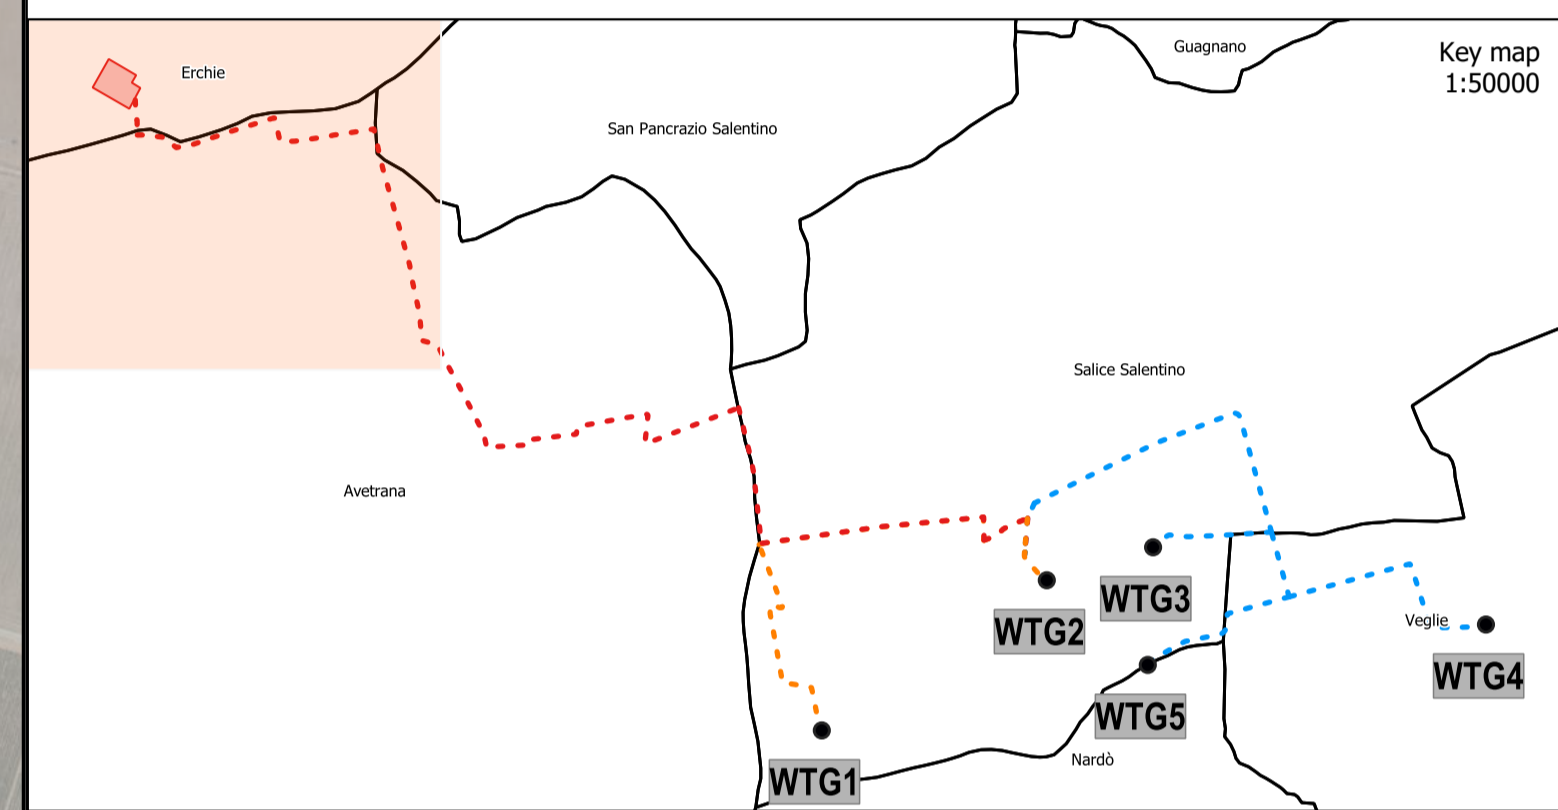 Guagnano
Key map
1:50000
Erchie
San Pancrazio Salentino
Salice Salentino
Avetrana
WTG3
WTG2
Veglie
WTG4
WTG5
Nardò
WTG1